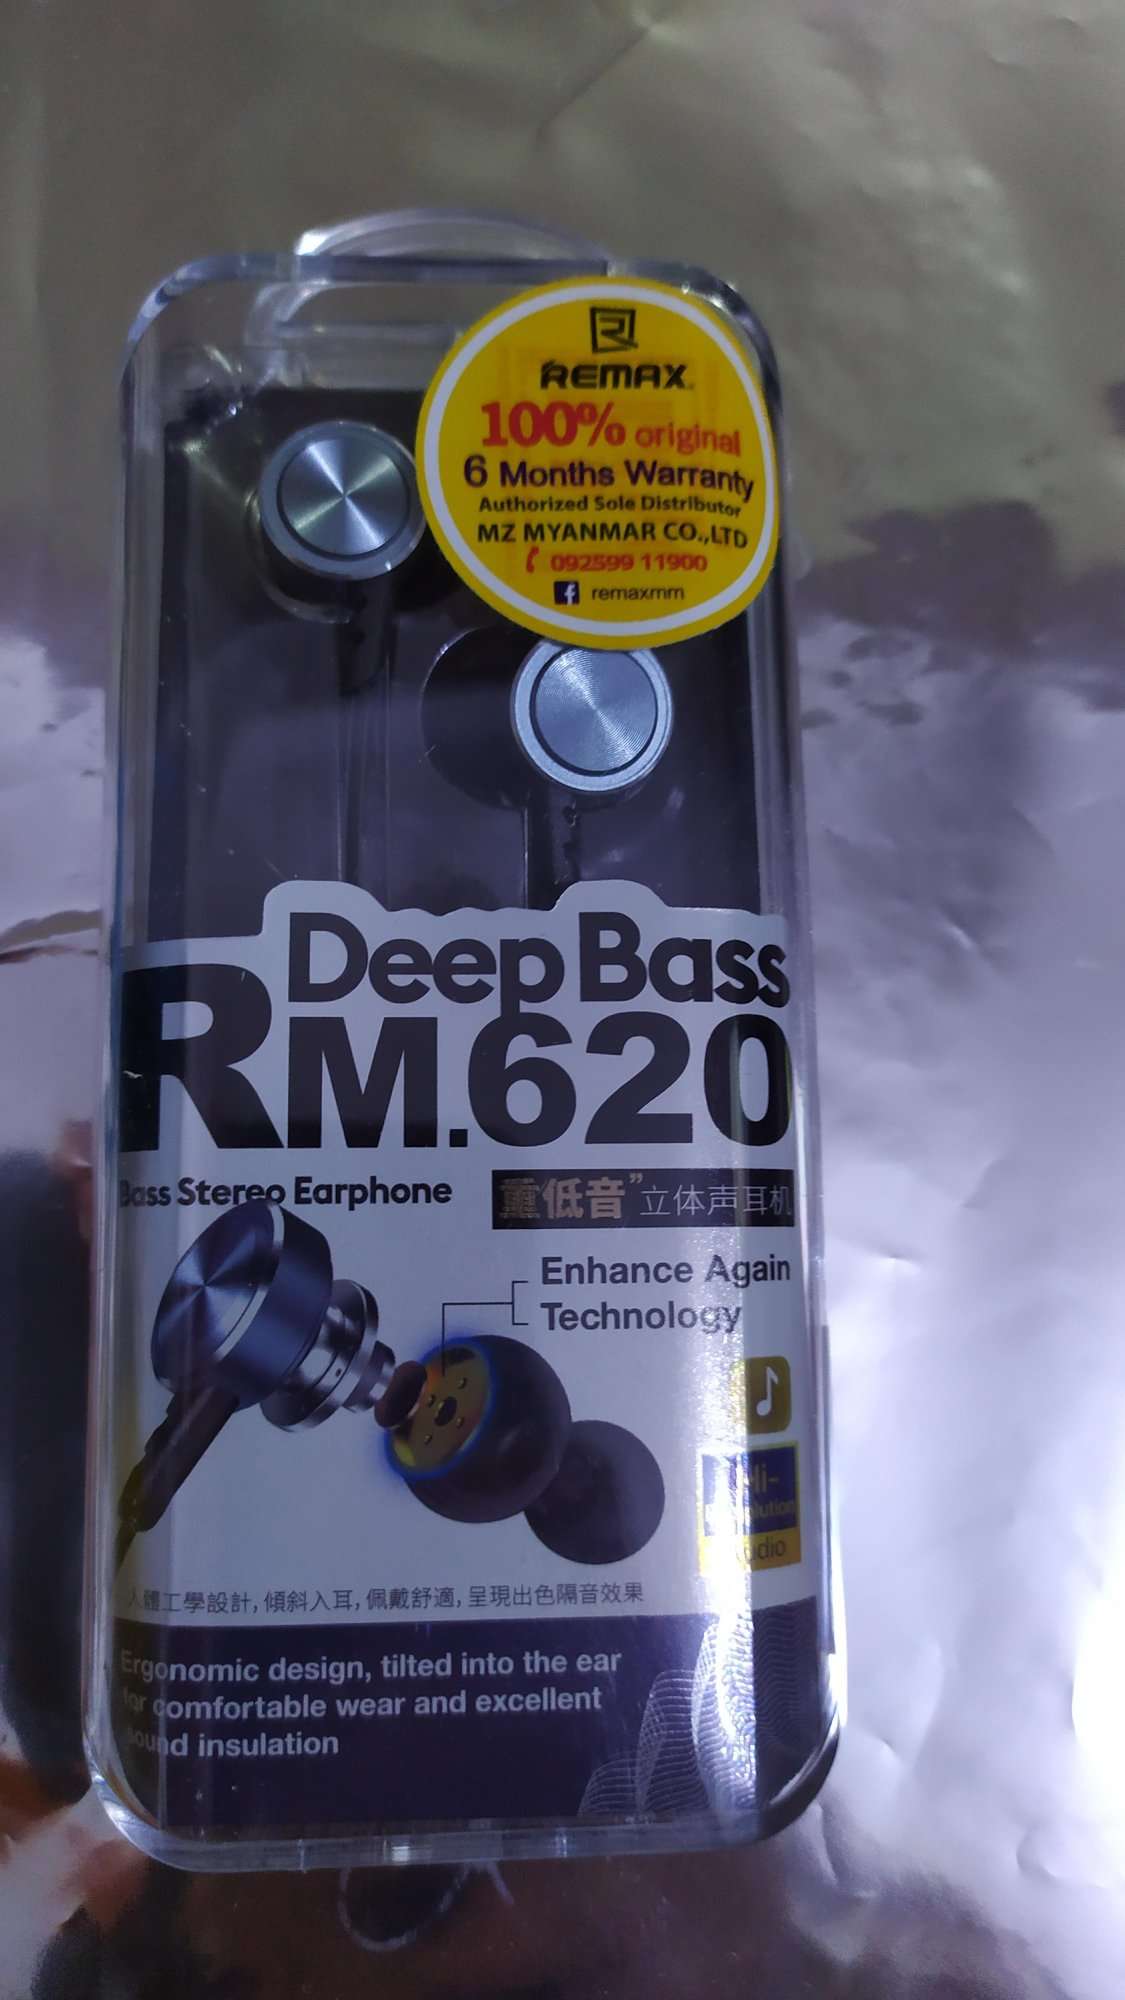 REMAX
100% original
6 Months Warranty
Authorized Sole Distributor
MZ MYANMAR CO.,LTD
092599 11900
remaxmm
Deep Bass
RM.620
Bass Stereo Earphone
重“低音”立体声耳机
Enhance Again
Technology
Hi-
Resolution
Audio
人體工學設計,傾斜入耳,佩戴舒適,呈現出色隔音效果
Ergonomic design, tilted into the ear
for comfortable wear and excellent
sound insulation